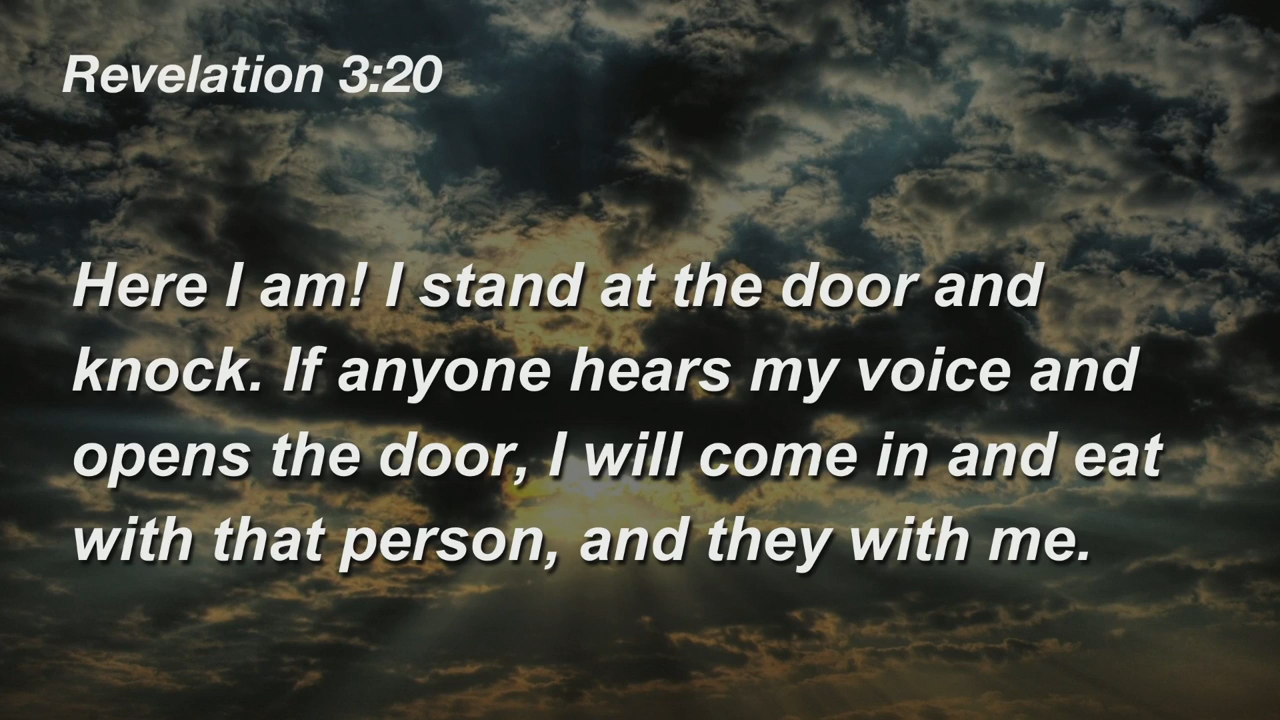 Revelation 3:20
Here I am! I stand at the door and
knock. If anyone hears my voice and
opens the door, I will come in and eat
with that person, and they with me.